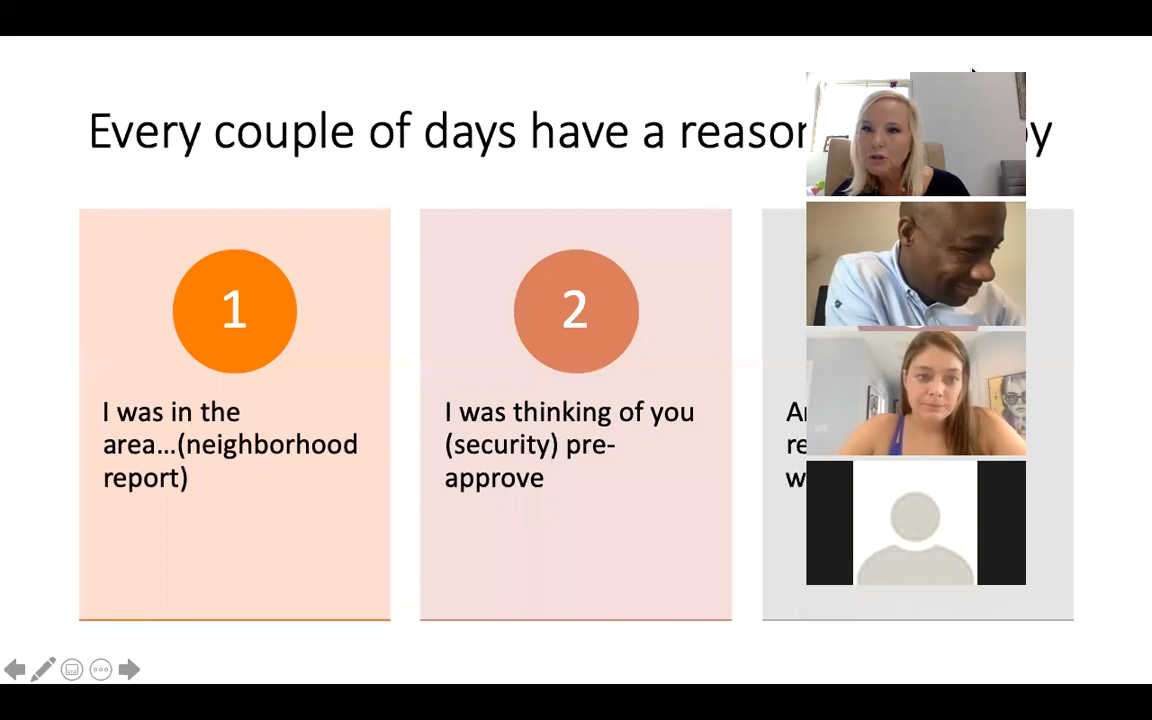 Every couple of days have a reason
1
I was in the
area...(neighborhood
report)
2
I was thinking of you
(security) pre-
approve